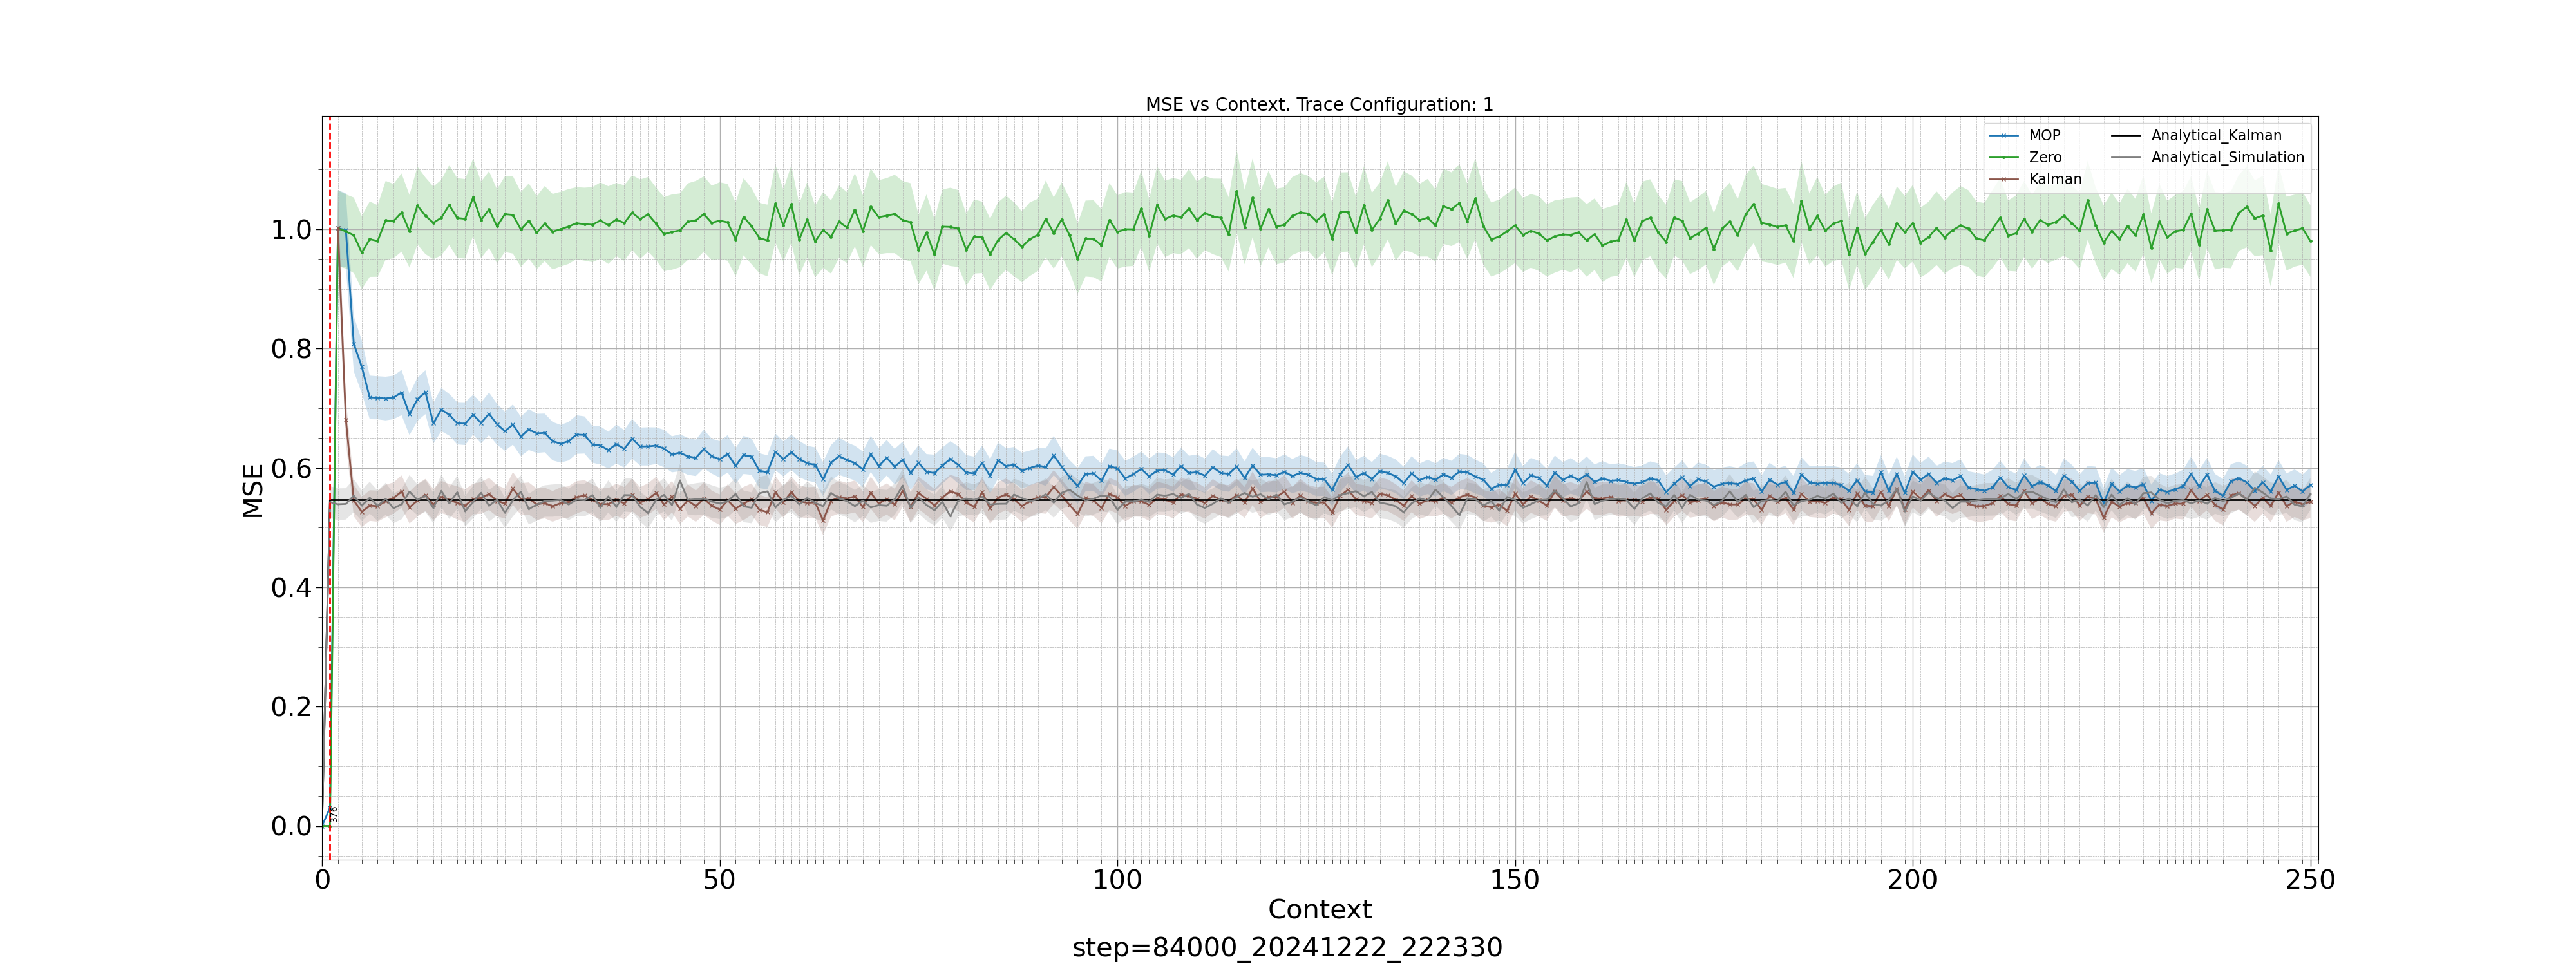 MSE vs Context. Trace Configuration: 1
MOP
Zero
Kalman
Analytical_Kalman
Analytical_Simulation
MSE
1.0
0.8
0.6
0.4
0.2
0.0
376
0 50 100 150 200 250
Context
step=84000_20241222_222330